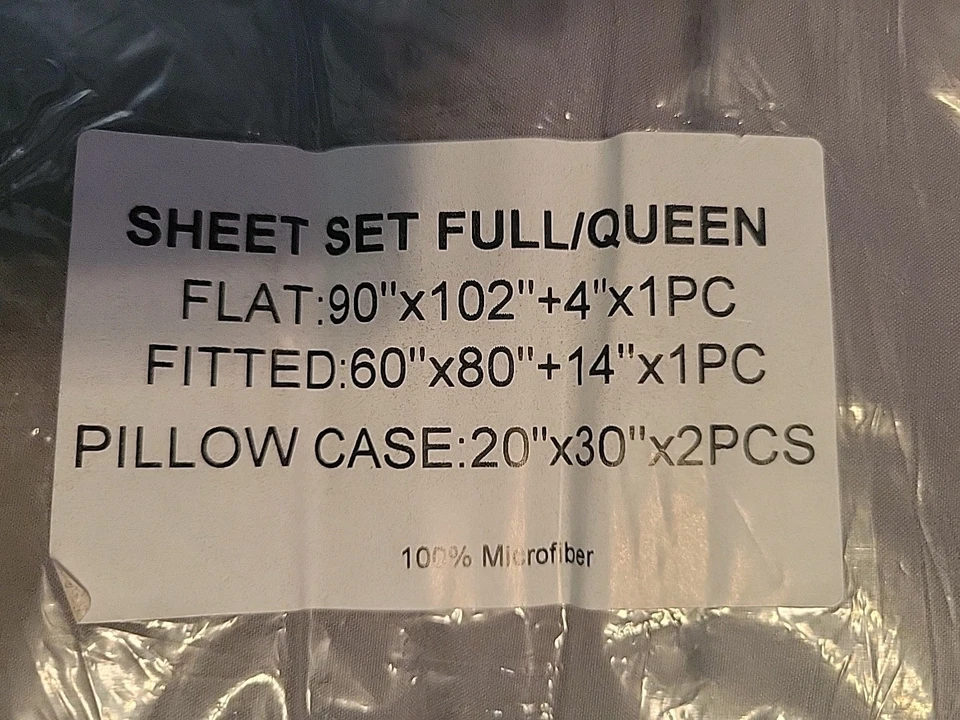 SHEET SET FULL/QUEEN
FLAT:90"x102"+4"x1PC
FITTED:60"x80"+14"x1PC
PILLOW CASE:20"x30"x2PCS
100% Microfiber